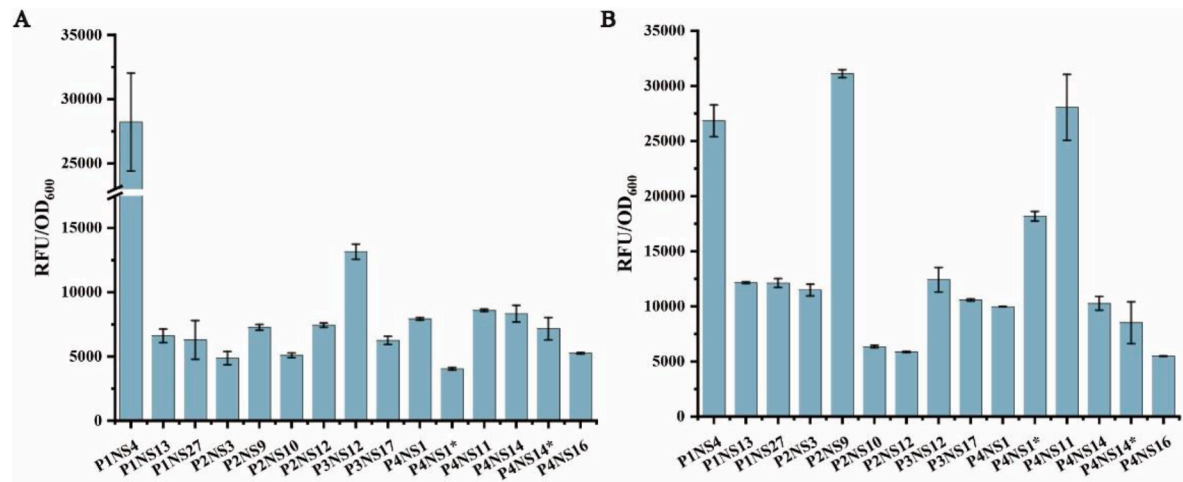 A
35000
30000
25000
15000
10000
5000
0
RFU/OD600
P1NS4
P1NS13
P1NS27
P2NS3
P2NS9
P2NS10
P2NS12
P3NS12
P3NS17
P4NS1
P4NS1*
P4NS11
P4NS14
P4NS14*
P4NS16
B
35000
30000
25000
20000
15000
10000
5000
0
RFU/OD600
P1NS4
P1NS13
P1NS27
P2NS3
P2NS9
P2NS10
P2NS12
P3NS12
P3NS17
P4NS1
P4NS1*
P4NS11
P4NS14
P4NS14*
P4NS16